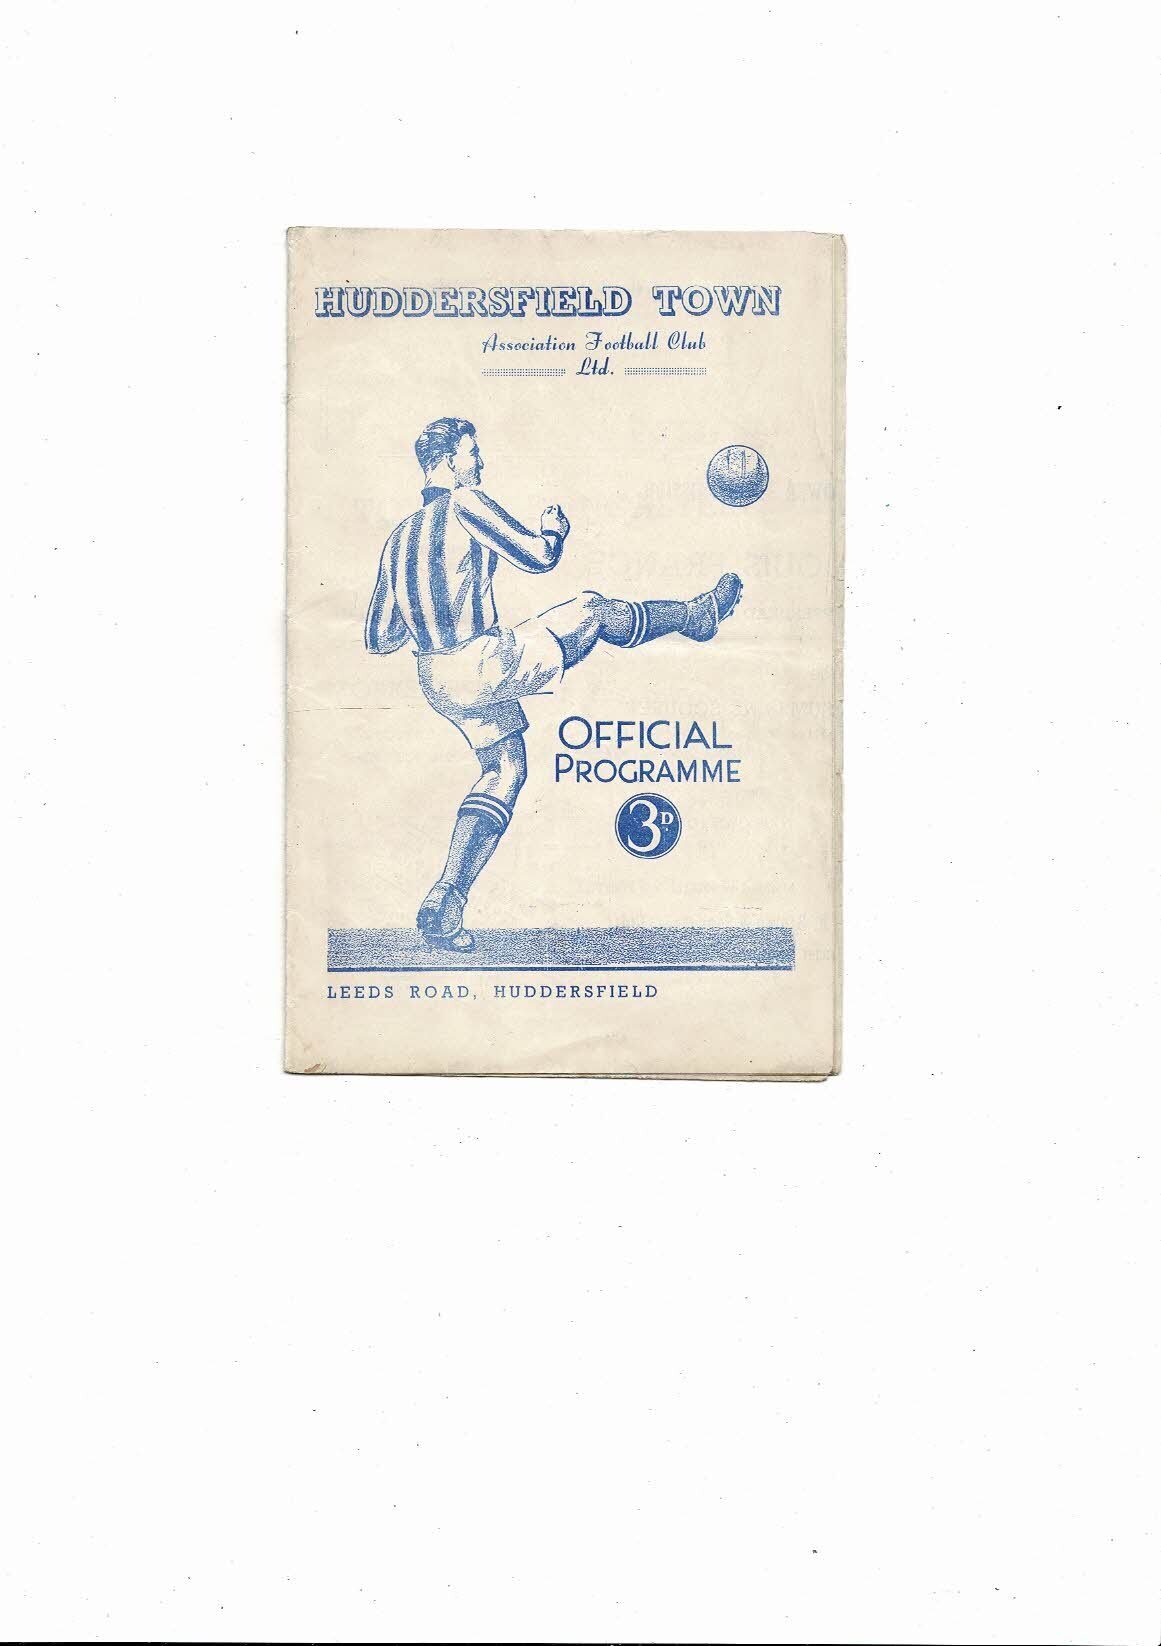 HUDDERSFIELD TOWN
Association Football Club
Ltd.
OFFICIAL
PROGRAMME
3D.
LEEDS ROAD, HUDDERSFIELD